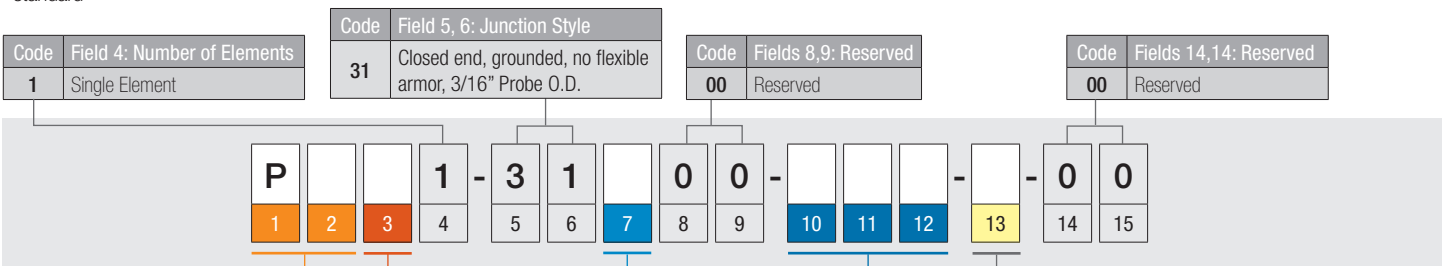 standard
Code Field 5, 6: Junction Style
31 Closed end, grounded, no flexible
armor, 3/16” Probe O.D.
Code Field 4: Number of Elements
1 Single Element
Code Fields 8,9: Reserved
00 Reserved
Code Fields 14,14: Reserved
00 Reserved
P 1 - 3 1 0 0 - - - 0 0
1 2 3 4 5 6 7 8 9 10 11 12 13 14 15